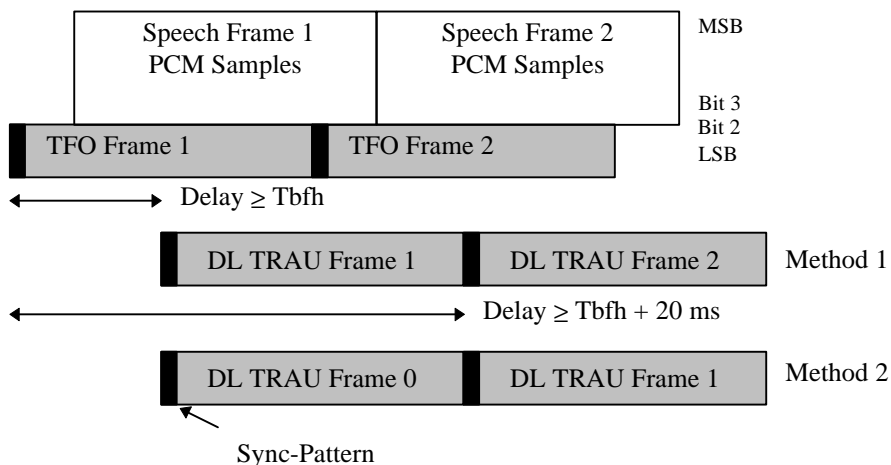 Speech Frame 1
PCM Samples
Speech Frame 2
PCM Samples
MSB
Bit 3
Bit 2
LSB
TFO Frame 1
TFO Frame 2
Delay ≥ Tbfh
DL TRAU Frame 1
DL TRAU Frame 2
Method 1
Delay ≥ Tbfh + 20 ms
DL TRAU Frame 0
DL TRAU Frame 1
Method 2
Sync-Pattern